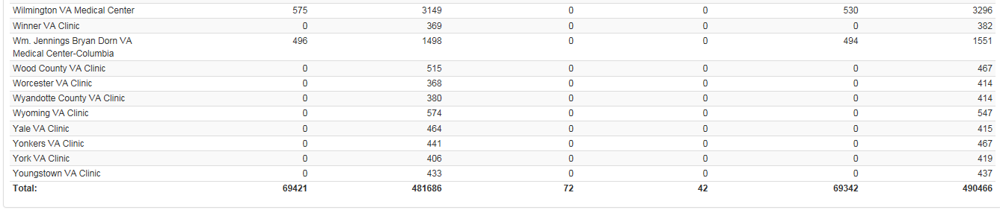 Wilmington VA Medical Center 575 3149 0 0 530 3296
Winner VA Clinic 0 369 0 0 0 382
Wm. Jennings Bryan Dorn VA 496 1498 0 0 494 1551
Medical Center-Columbia
Wood County VA Clinic 0 515 0 0 0 467
Worcester VA Clinic 0 368 0 0 0 414
Wyandotte County VA Clinic 0 380 0 0 0 414
Wyoming VA Clinic 0 574 0 0 0 547
Yale VA Clinic 0 464 0 0 0 415
Yonkers VA Clinic 0 441 0 0 0 467
York VA Clinic 0 406 0 0 0 419
Youngstown VA Clinic 0 433 0 0 0 437
Total: 69421 481686 72 42 69342 490466